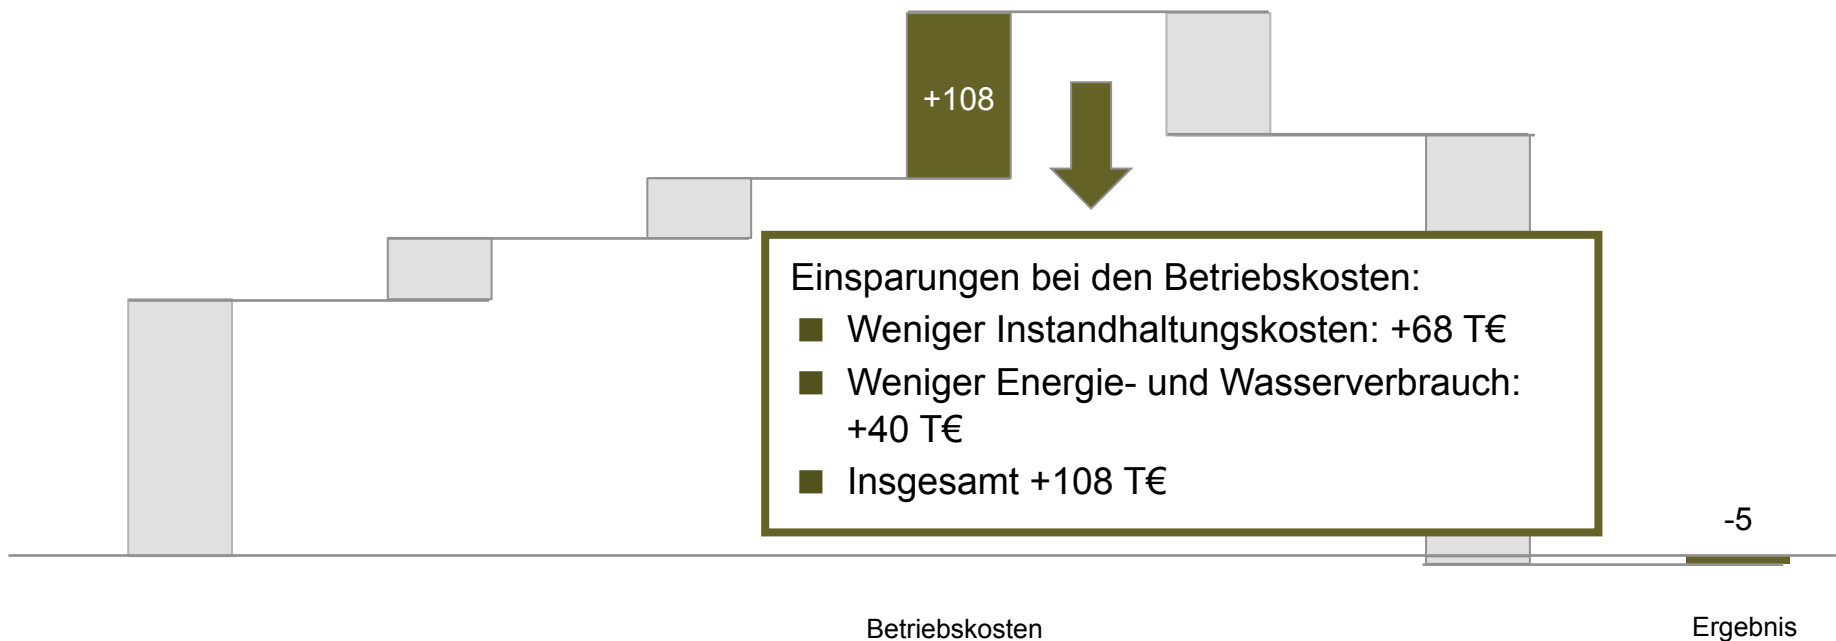 +108
Einsparungen bei den Betriebskosten:
Weniger Instandhaltungskosten: +68 T€
Weniger Energie- und Wasserverbrauch:
+40 T€
Insgesamt +108 T€
-5
Betriebskosten
Ergebnis